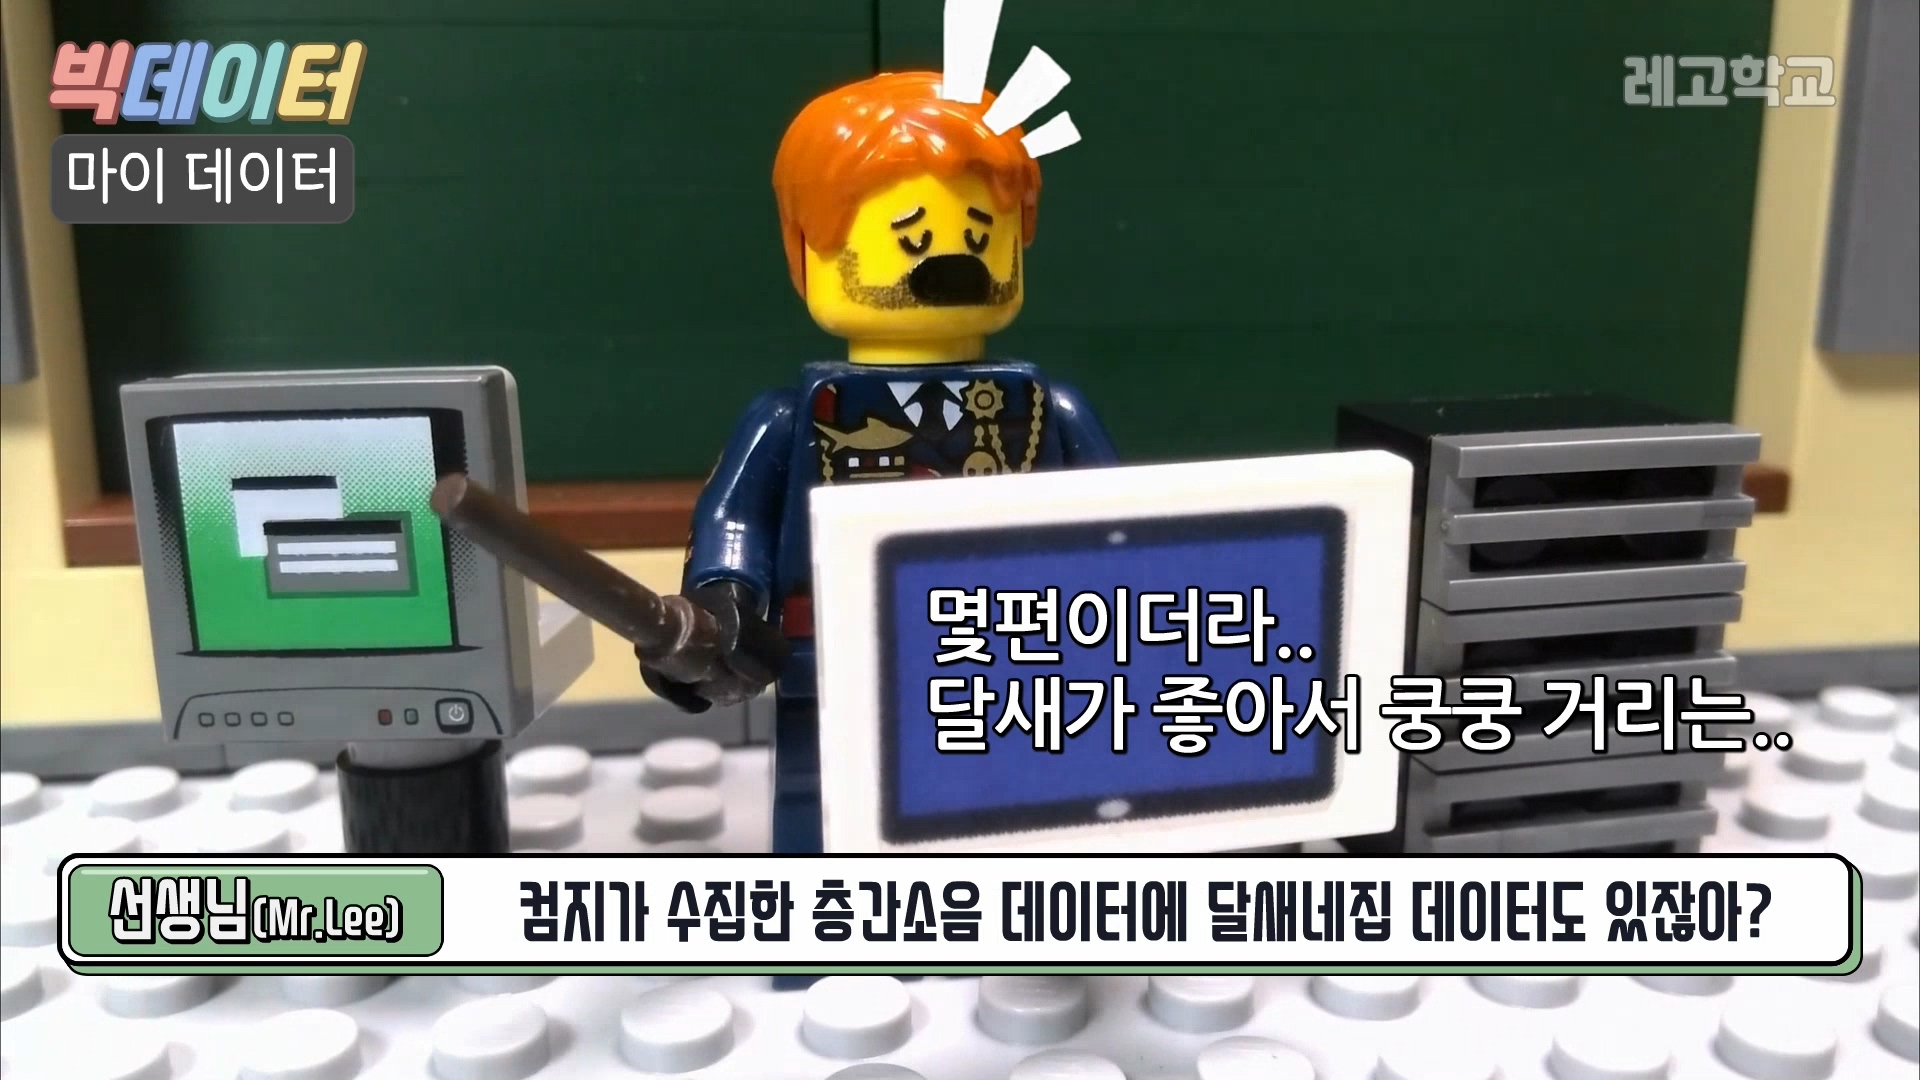 빅데이터
마이 데이터
레고학교
몇편이더라..
달새가 좋아서 쿵쿵 거리는..
선생님(Mr.Lee)
컴지가 수집한 층간소음 데이터에 달새네집 데이터도 있잖아?